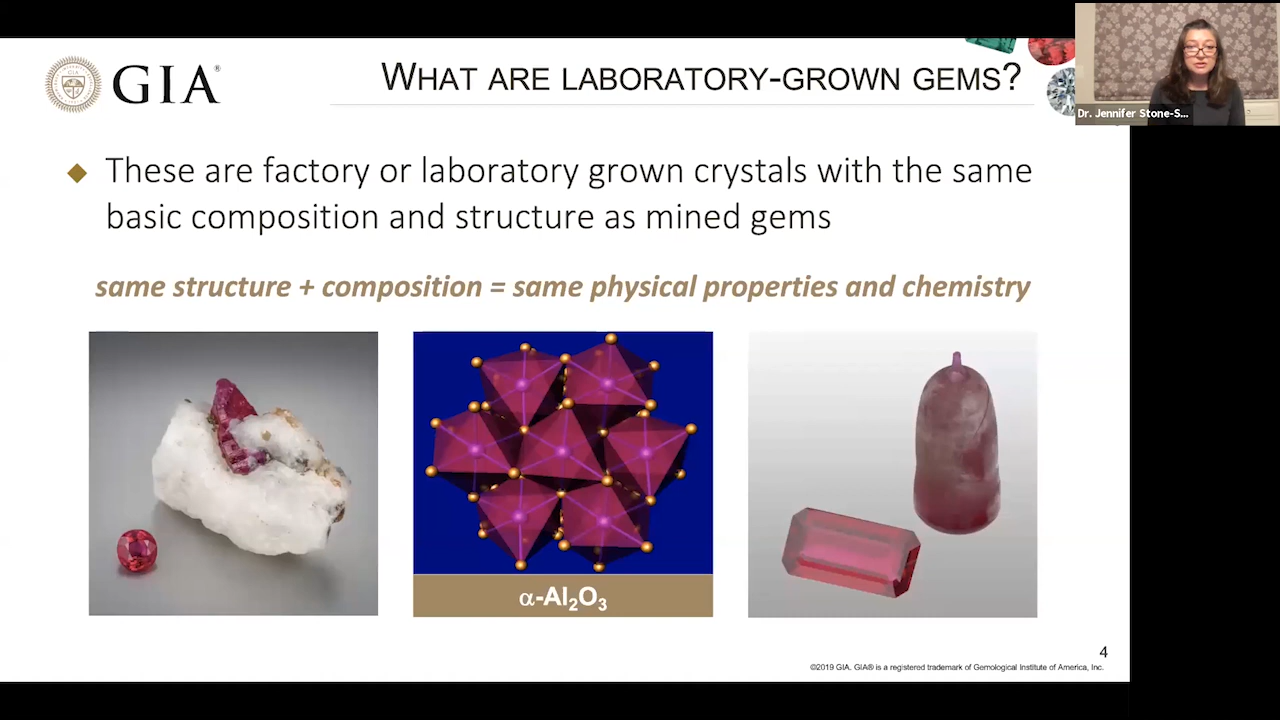 GIA®
WHAT ARE LABORATORY-GROWN GEMS?
Dr. Jennifer Stone-S...
These are factory or laboratory grown crystals with the same
basic composition and structure as mined gems
same structure + composition = same physical properties and chemistry
α-Al₂O₃
4
©2019 GIA. GIA® is a registered trademark of Gemological Institute of America, Inc.